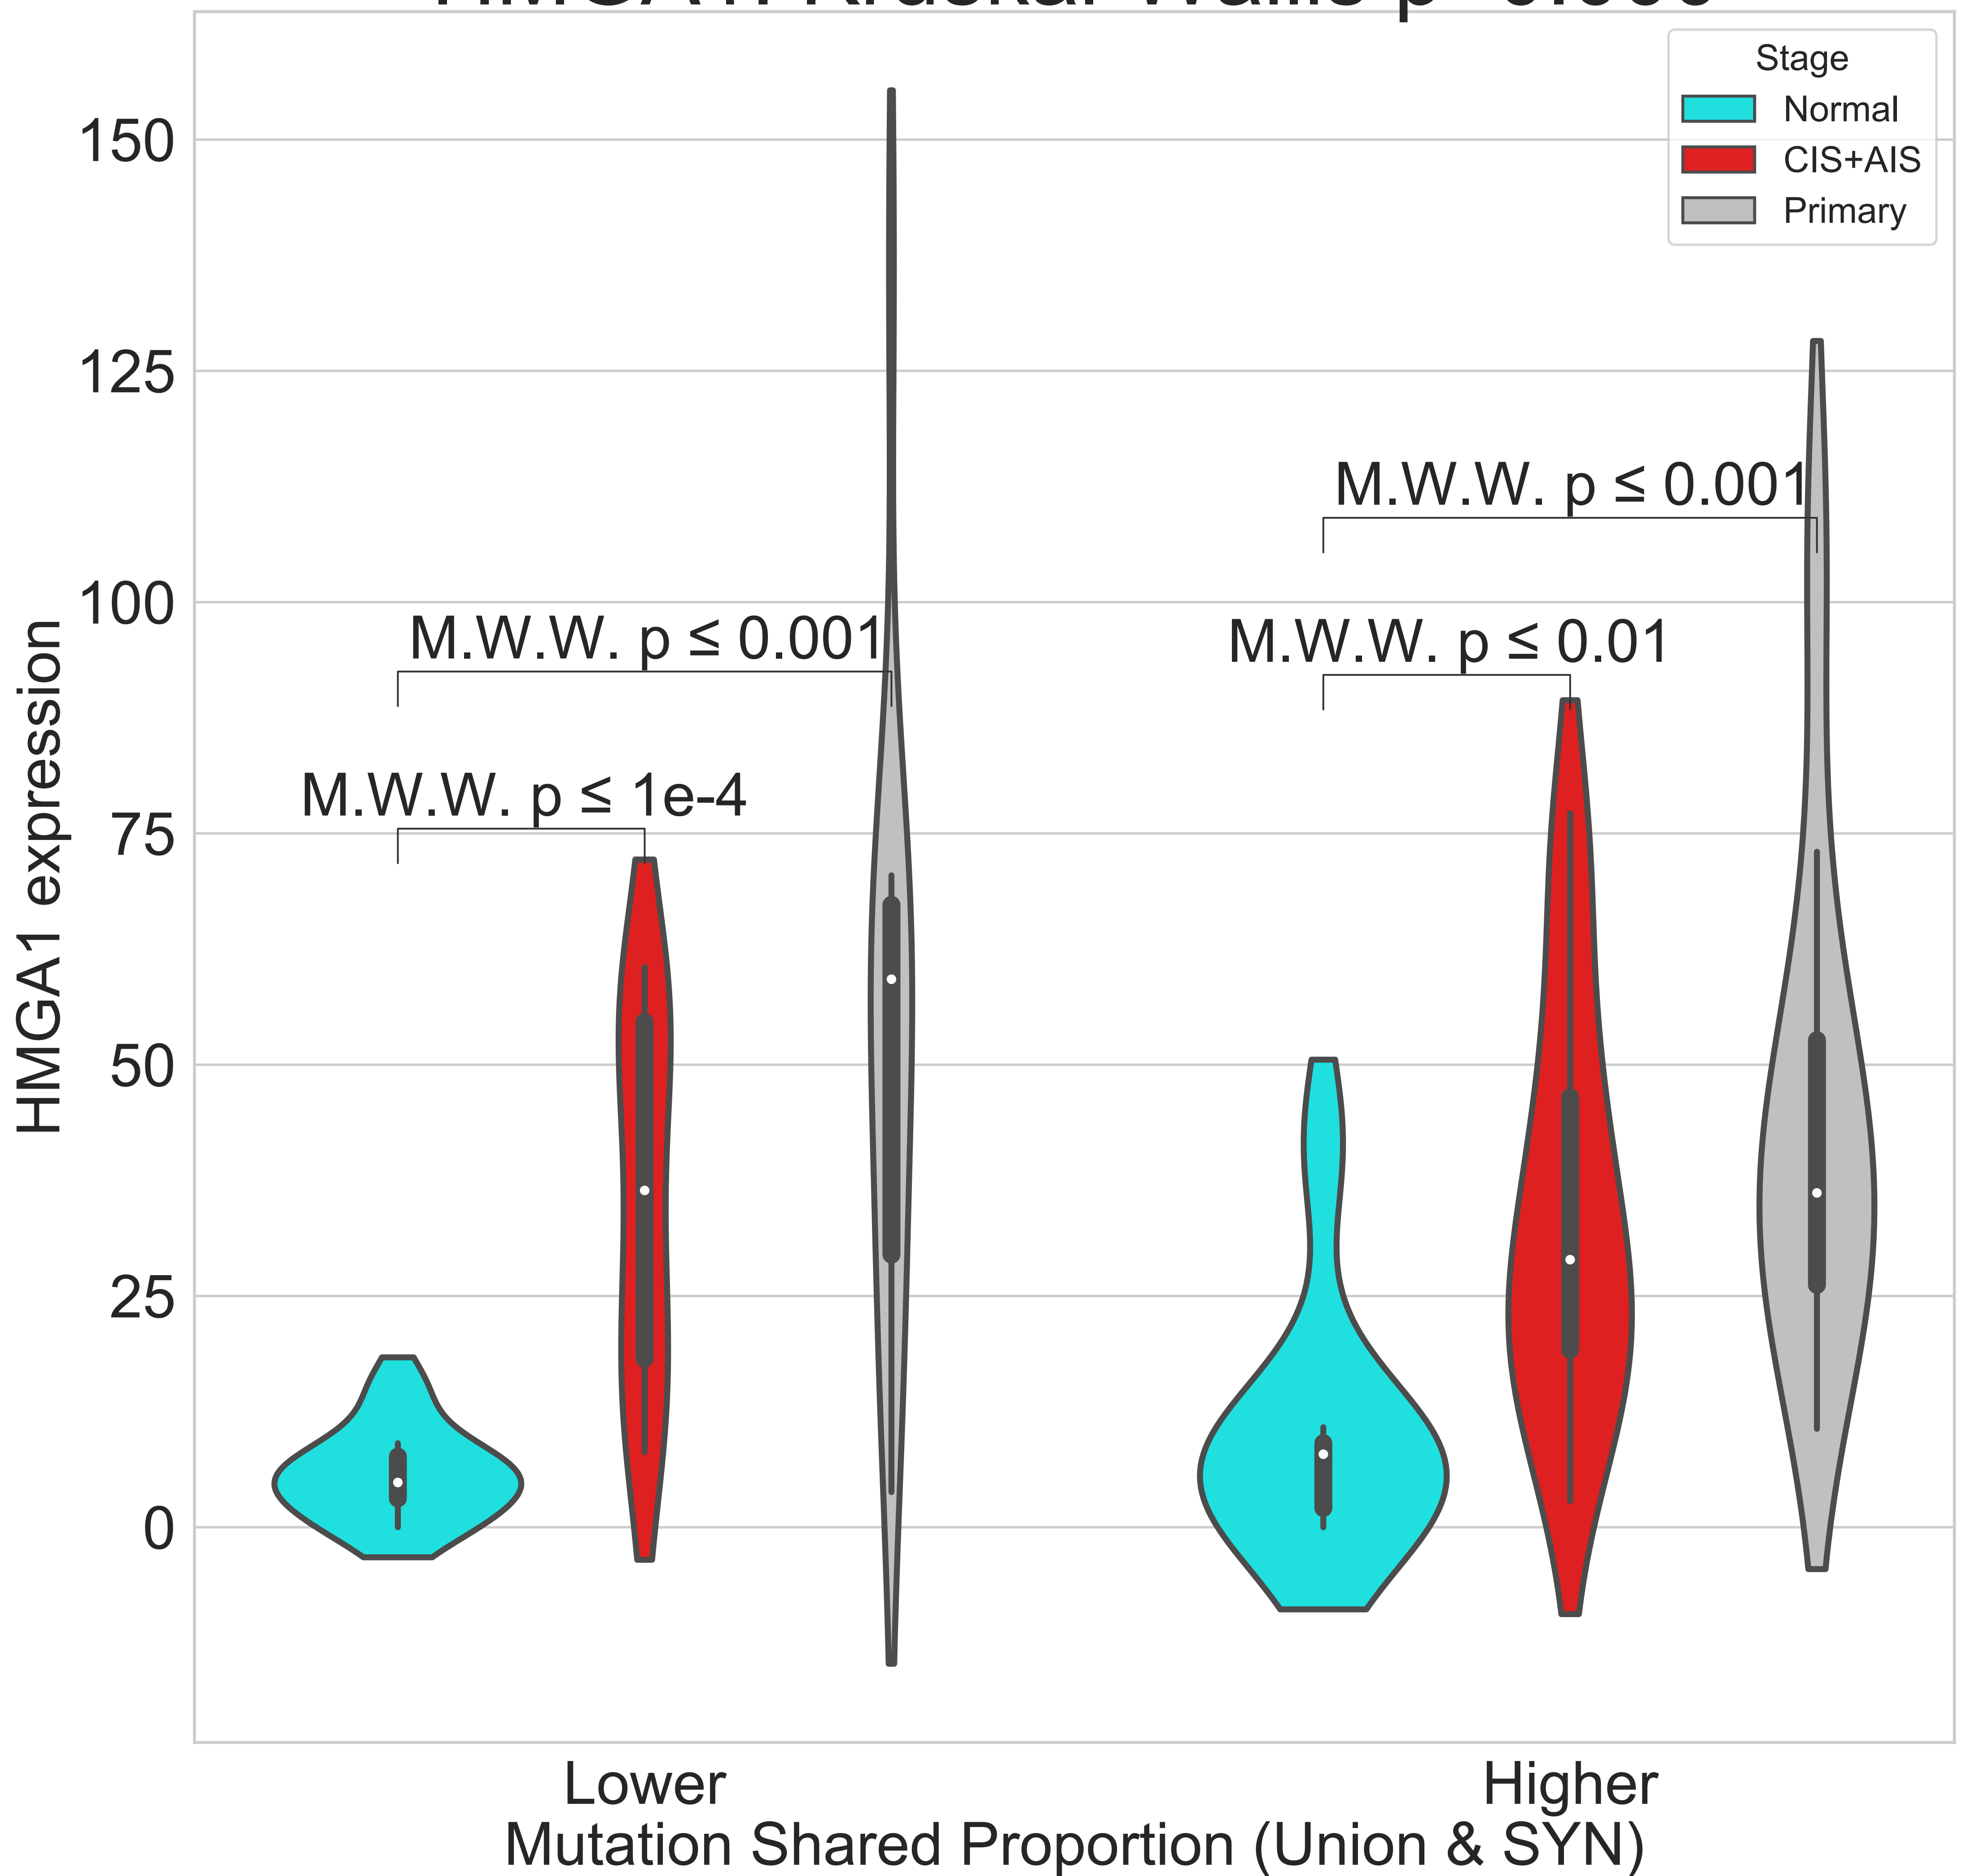 Stage
Normal
CIS+AIS
Primary
150
125
100
75
50
25
0
HMGA1 expression
M.W.W. p ≤ 0.001
M.W.W. p ≤ 1e-4
M.W.W. p ≤ 0.001
M.W.W. p ≤ 0.01
Lower
Higher
Mutation Shared Proportion (Union & SYN)